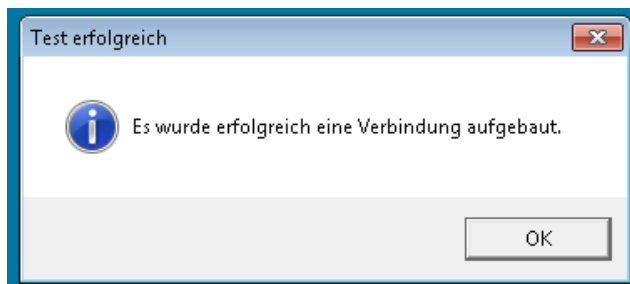 Test erfolgreich
Es wurde erfolgreich eine Verbindung aufgebaut.
OK